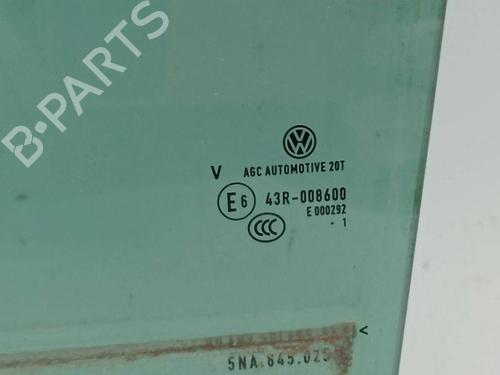 B-PARTS
V AGC AUTOMOTIVE 20T
E6 43R-008600
E 000292
CCC
· 1
<
5NA.845.025